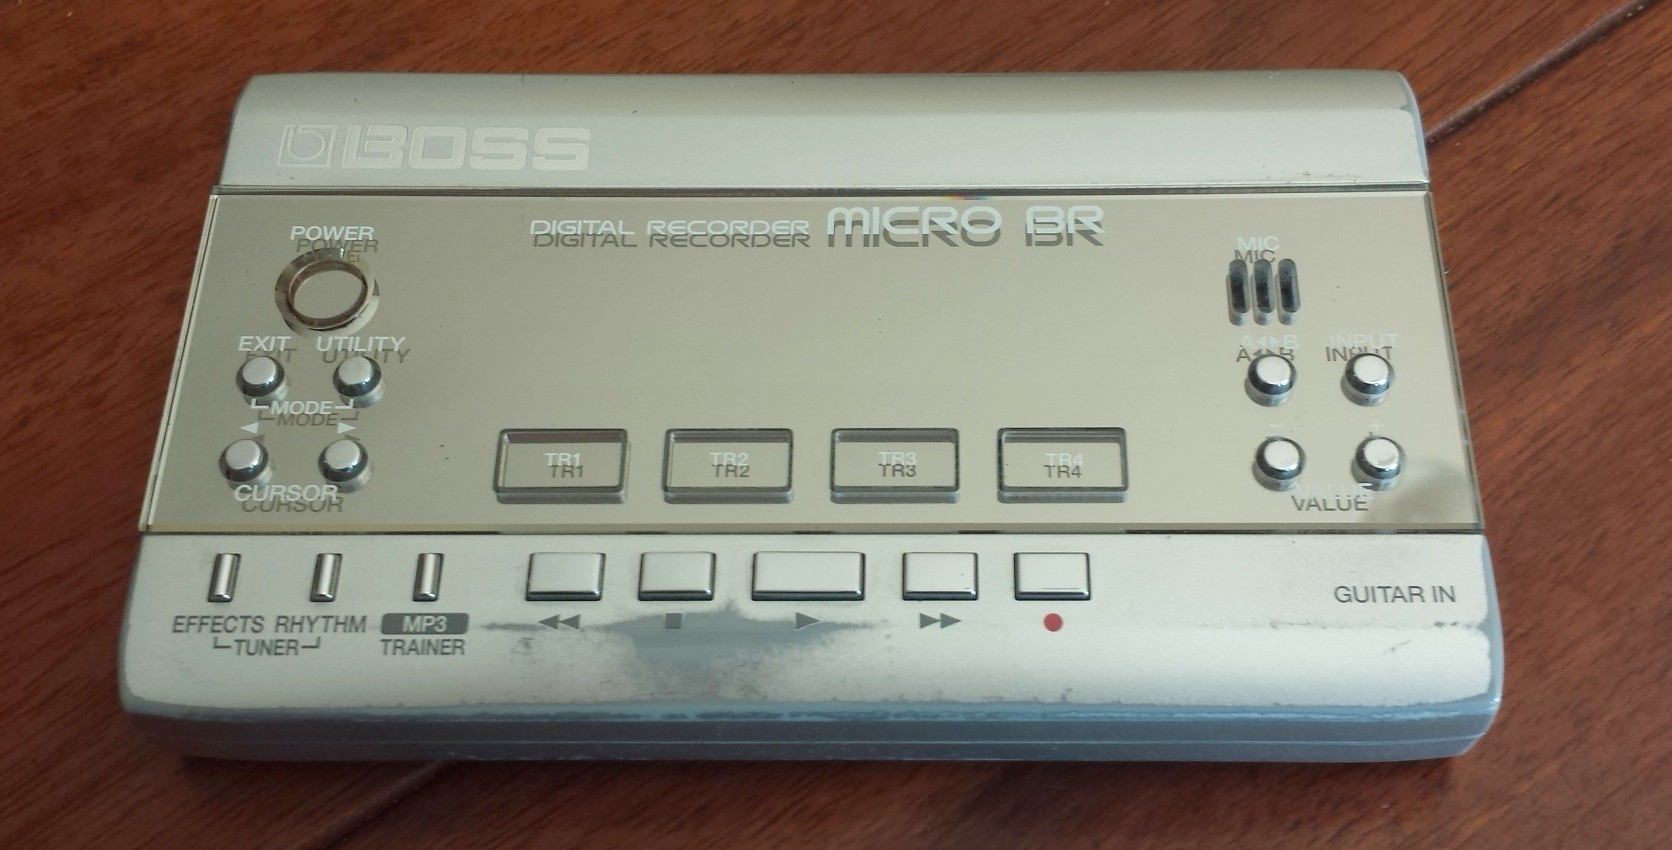 BOSS
DIGITAL RECORDER MICRO BR
POWER
MIC
EXIT UTILITY
A◄►B INPUT
MODE
◄ ►
- +
CURSOR
VALUE
TR1 TR2 TR3 TR4
EFFECTS RHYTHM MP3
TUNER TRAINER
GUITAR IN